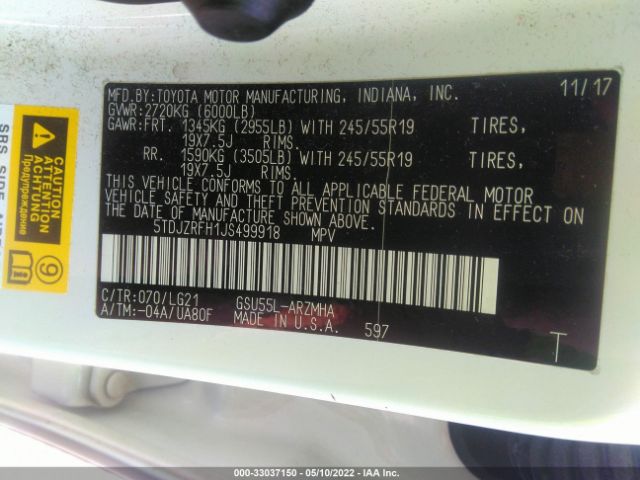 MFD.BY:TOYOTA MOTOR MANUFACTURING, INDIANA, INC. 11/17
GVWR:2720KG (6000LB)
GAWR:FRT. 1345KG (2955LB) WITH 245/55R19 TIRES,
19X7.5J RIMS.
RR. 1590KG (3505LB) WITH 245/55R19 TIRES,
19X7.5J RIMS.
THIS VEHICLE CONFORMS TO ALL APPLICABLE FEDERAL MOTOR
VEHICLE SAFETY AND THEFT PREVENTION STANDARDS IN EFFECT ON
THE DATE OF MANUFACTURE SHOWN ABOVE.
5TDJZRFH1JS499918 MPV
C/TR:070/LG21 GSU55L-ARZMHA
A/TM:-04A/UA80F MADE IN U.S.A. 597
T
CAUTION
ATTENTION
ACHTUNG
Предупреждение
SRS SIDE
000-33037150 — 05/10/2022 — IAA Inc.